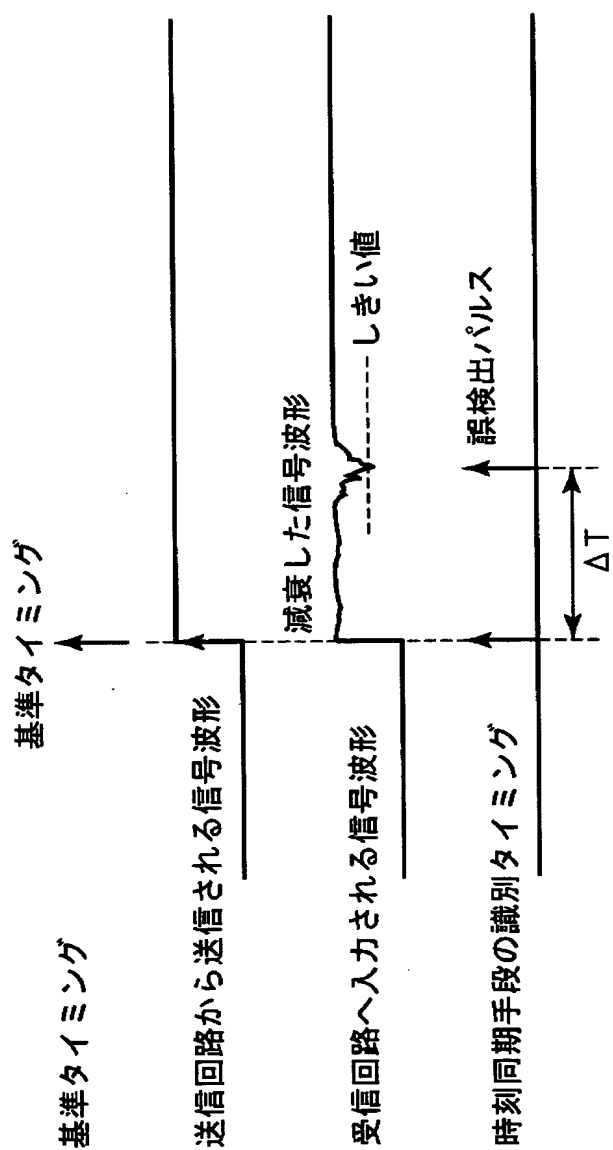 基準タイミング
基準タイミング
送信回路から送信される信号波形
減衰した信号波形
受信回路へ入力される信号波形
しきい値
時刻同期手段の識別タイミング
誤検出パルス
ΔT